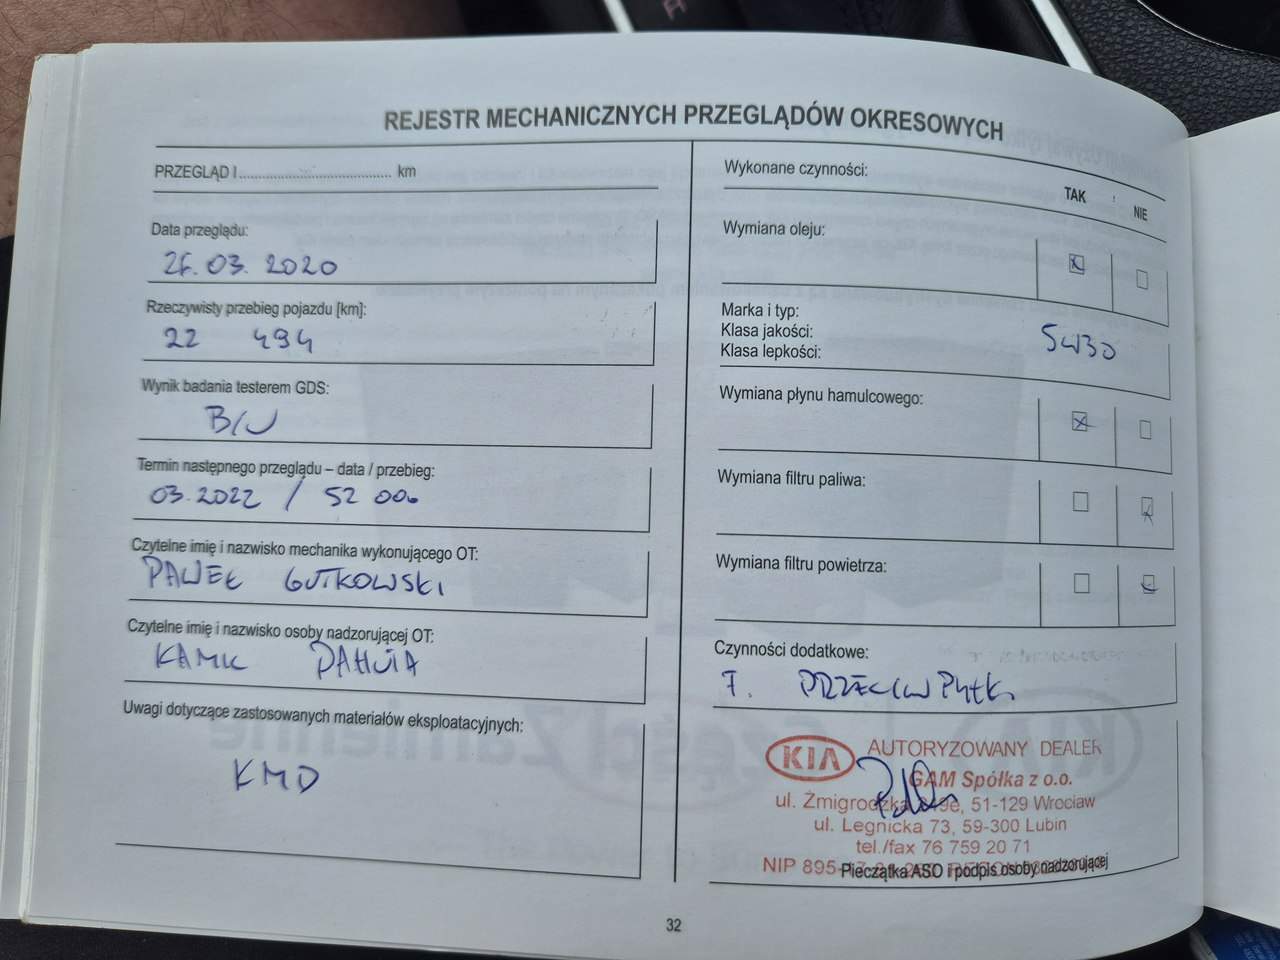 REJESTR MECHANICZNYCH PRZEGLĄDÓW OKRESOWYCH
PRZEGLĄD I ........................................ km
Data przeglądu:
03. 2020
Rzeczywisty przebieg pojazdu [km]:
22 494
Wynik badania testerem GDS:
B/U
Termin następnego przeglądu – data / przebieg:
03.2022 / 52 000
Czytelne imię i nazwisko mechanika wykonującego OT:
PAWEŁ GUTKOWSKI
Czytelne imię i nazwisko osoby nadzorującej OT:
KAMIL
Uwagi dotyczące zastosowanych materiałów eksploatacyjnych:
KMD
Wykonane czynności:
TAK NIE
Wymiana oleju:
Marka i typ:
Klasa jakości:
Klasa lepkości:
5W30
Wymiana płynu hamulcowego:
Wymiana filtru paliwa:
Wymiana filtru powietrza:
Czynności dodatkowe:
F. PRZECIWPYŁK.
KIA AUTORYZOWANY DEALER
GAM Spółka z o.o.
ul. Żmigrodzka 51-129 Wrocław
ul. Legnicka 73, 59-300 Lubin
tel./fax 76 759 20 71
NIP 895
Pieczątka ASO i podpis osoby nadzorującej
32